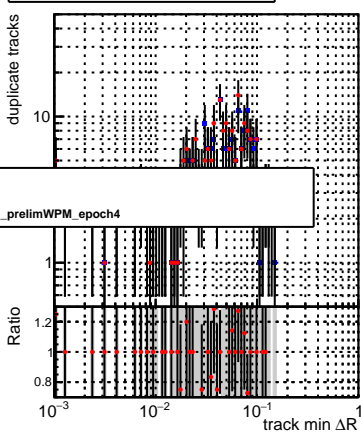 duplicate tracks
10
_prelimWPM_epoch4
1
Ratio
1.2
1
0.8
10⁻³ 10⁻² 10⁻¹ 1
track min ΔR